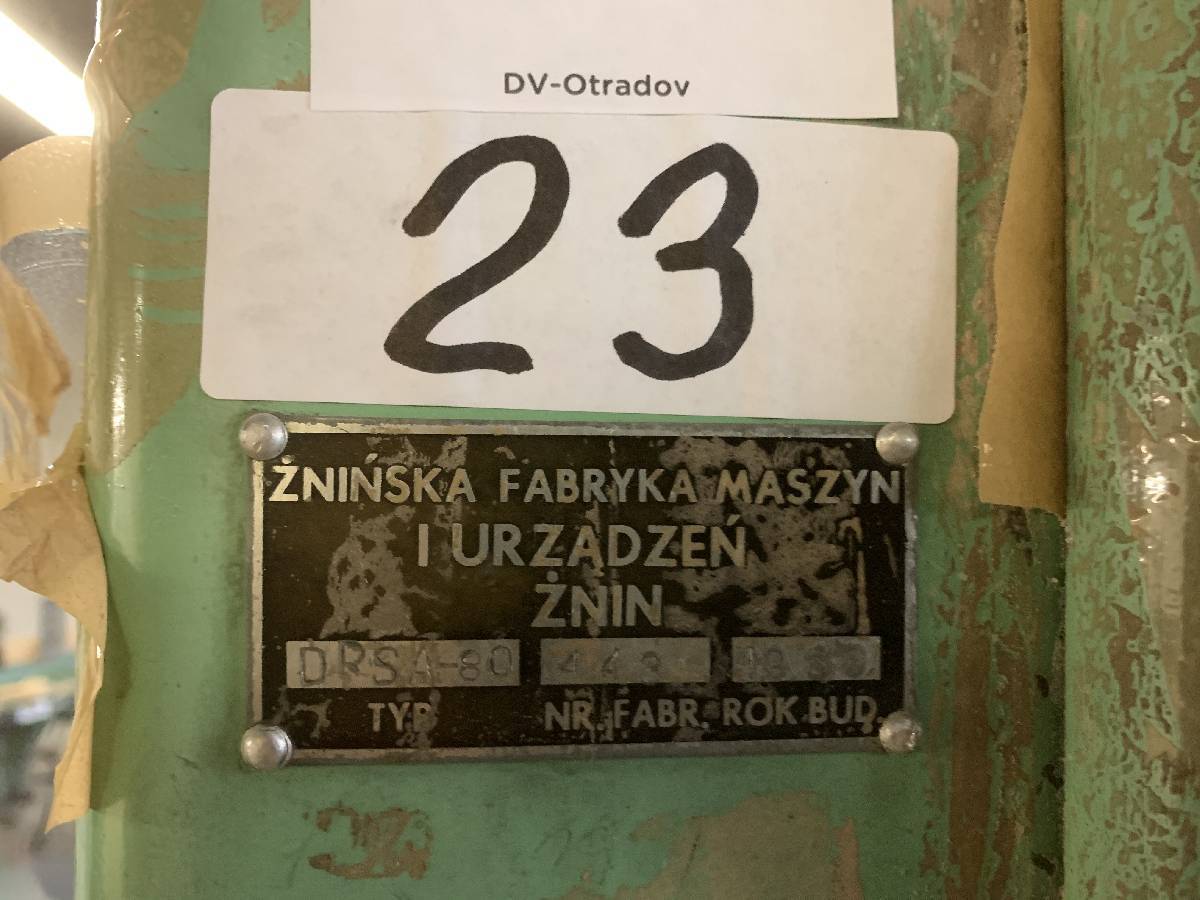 DV-Otradov
23
ŻNIŃSKA FABRYKA MASZYN
I URZĄDZEŃ
ŻNIN
DRSA-80
TYP NR. FABR. ROK BUD.